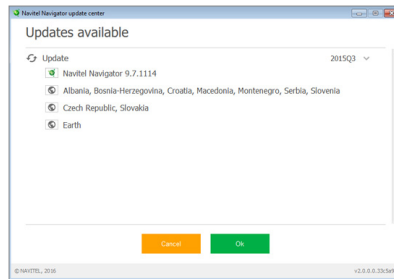 Navitel Navigator update center
Updates available
Update 2015Q3
Navitel Navigator 9.7.1114
Albania, Bosnia-Herzegovina, Croatia, Macedonia, Montenegro, Serbia, Slovenia
Czech Republic, Slovakia
Earth
Cancel Ok
© NAVITEL, 2016